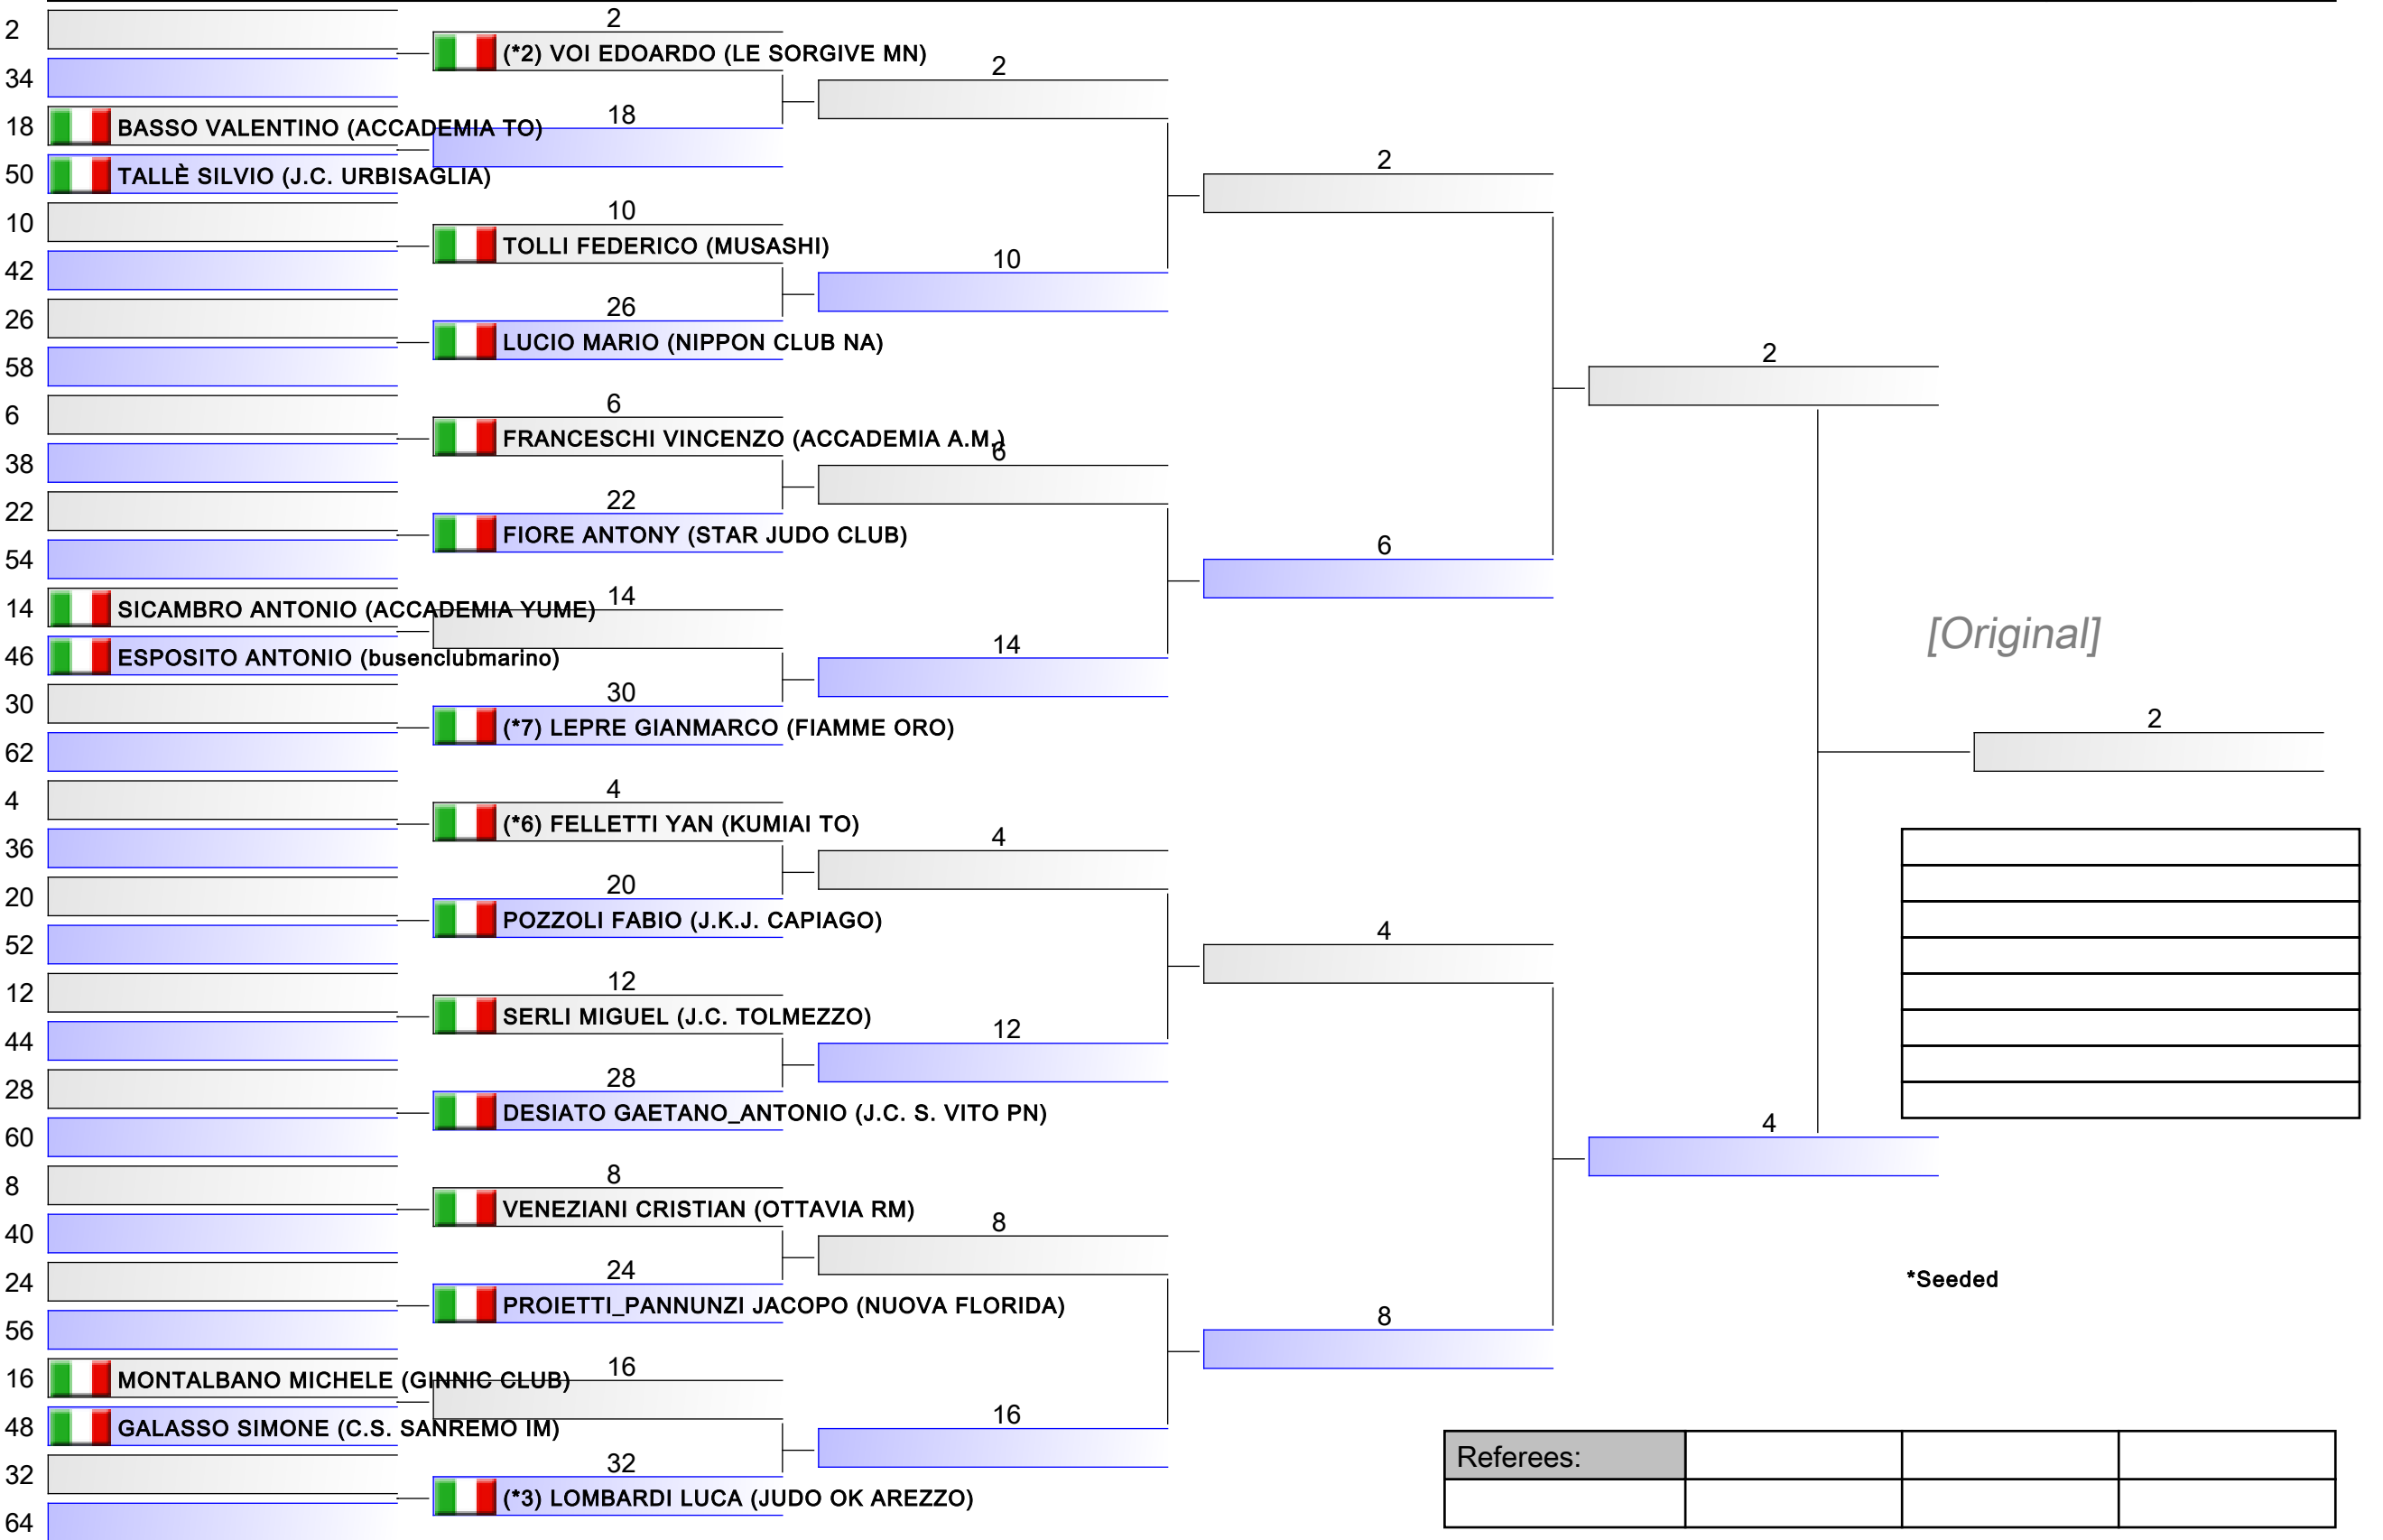 2
34
18 BASSO VALENTINO (ACCADEMIA TO)
50 TALLÈ SILVIO (J.C. URBISAGLIA)
10
42
26
58
6
38
22
54
14 SICAMBRO ANTONIO (ACCADEMIA YUME)
46 ESPOSITO ANTONIO (busenclubmarino)
30
62
4
36
20
52
12
44
28
60
8
40
24
56
16 MONTALBANO MICHELE (GINNIC CLUB)
48 GALASSO SIMONE (C.S. SANREMO IM)
32
64
2
(*2) VOI EDOARDO (LE SORGIVE MN)
18
10
TOLLI FEDERICO (MUSASHI)
26
LUCIO MARIO (NIPPON CLUB NA)
6
FRANCESCHI VINCENZO (ACCADEMIA A.M.)
22
FIORE ANTONY (STAR JUDO CLUB)
14
30
(*7) LEPRE GIANMARCO (FIAMME ORO)
4
(*6) FELLETTI YAN (KUMIAI TO)
20
POZZOLI FABIO (J.K.J. CAPIAGO)
12
SERLI MIGUEL (J.C. TOLMEZZO)
28
DESIATO GAETANO_ANTONIO (J.C. S. VITO PN)
8
VENEZIANI CRISTIAN (OTTAVIA RM)
24
PROIETTI_PANNUNZI JACOPO (NUOVA FLORIDA)
16
32
(*3) LOMBARDI LUCA (JUDO OK AREZZO)
2
10
6
14
4
12
8
16
2
6
4
8
2
4
[Original]
2
*Seeded
Referees: